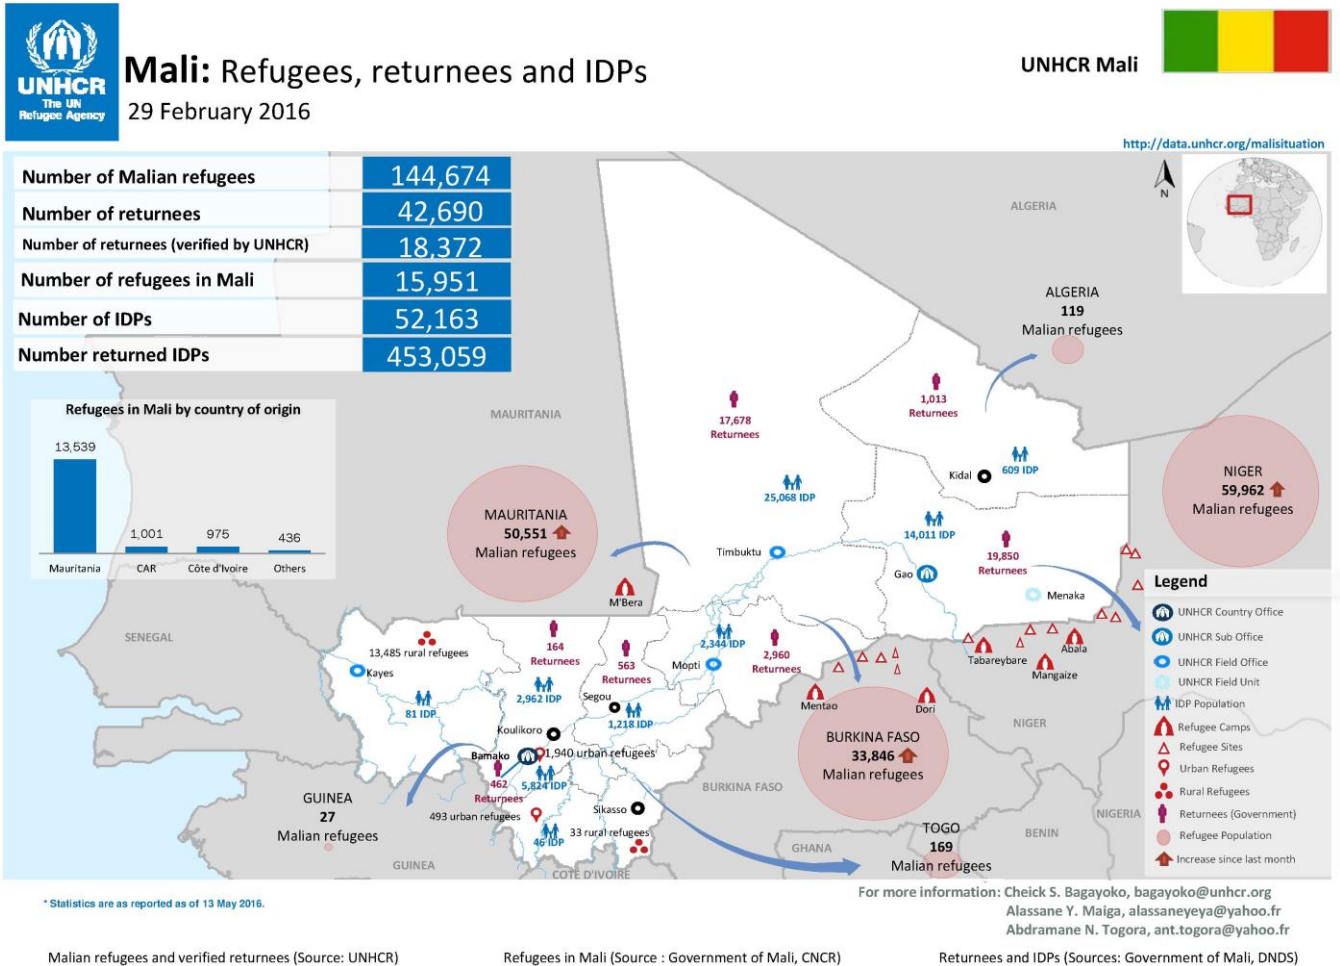 UNHCR
The UN
Refugee Agency
Mali: Refugees, returnees and IDPs
29 February 2016
UNHCR Mali
http://data.unhcr.org/malisituation
Number of Malian refugees 144,674
Number of returnees 42,690
Number of returnees (verified by UNHCR) 18,372
Number of refugees in Mali 15,951
Number of IDPs 52,163
Number returned IDPs 453,059
Refugees in Mali by country of origin
13,539
1,001
975
436
Mauritania
CAR
Côte d'Ivoire
Others
N
ALGERIA
ALGERIA
119
Malian refugees
MAURITANIA
MAURITANIA
50,551
Malian refugees
M'Bera
17,678
Returnees
1,013
Returnees
609 IDP
Kidal
25,068 IDP
14,011 IDP
19,850
Returnees
Timbuktu
Gao
Menaka
NIGER
59,962
Malian refugees
Tabareybare
Abala
Mangaize
NIGER
SENEGAL
13,485 rural refugees
Kayes
81 IDP
164
Returnees
2,962 IDP
563
Returnees
Segou
1,218 IDP
2,344 IDP
Mopti
2,960
Returnees
Koulikoro
Bamako
1,940 urban refugees
462
Returnees
5,824 IDP
493 urban refugees
46 IDP
Sikasso
33 rural refugees
Mentao
Dori
BURKINA FASO
33,846
Malian refugees
BURKINA FASO
GUINEA
27
Malian refugees
GUINEA
COTE D'IVOIRE
GHANA
TOGO
169
Malian refugees
BENIN
NIGERIA
Legend
UNHCR Country Office
UNHCR Sub Office
UNHCR Field Office
UNHCR Field Unit
IDP Population
Refugee Camps
Refugee Sites
Urban Refugees
Rural Refugees
Returnees (Government)
Refugee Population
Increase since last month
* Statistics are as reported as of 13 May 2016.
For more information: Cheick S. Bagayoko, bagayoko@unhcr.org
Alassane Y. Maiga, alassaneyeya@yahoo.fr
Abdramane N. Togora, ant.togora@yahoo.fr
Malian refugees and verified returnees (Source: UNHCR)
Refugees in Mali (Source : Government of Mali, CNCR)
Returnees and IDPs (Sources: Government of Mali, DNDS)